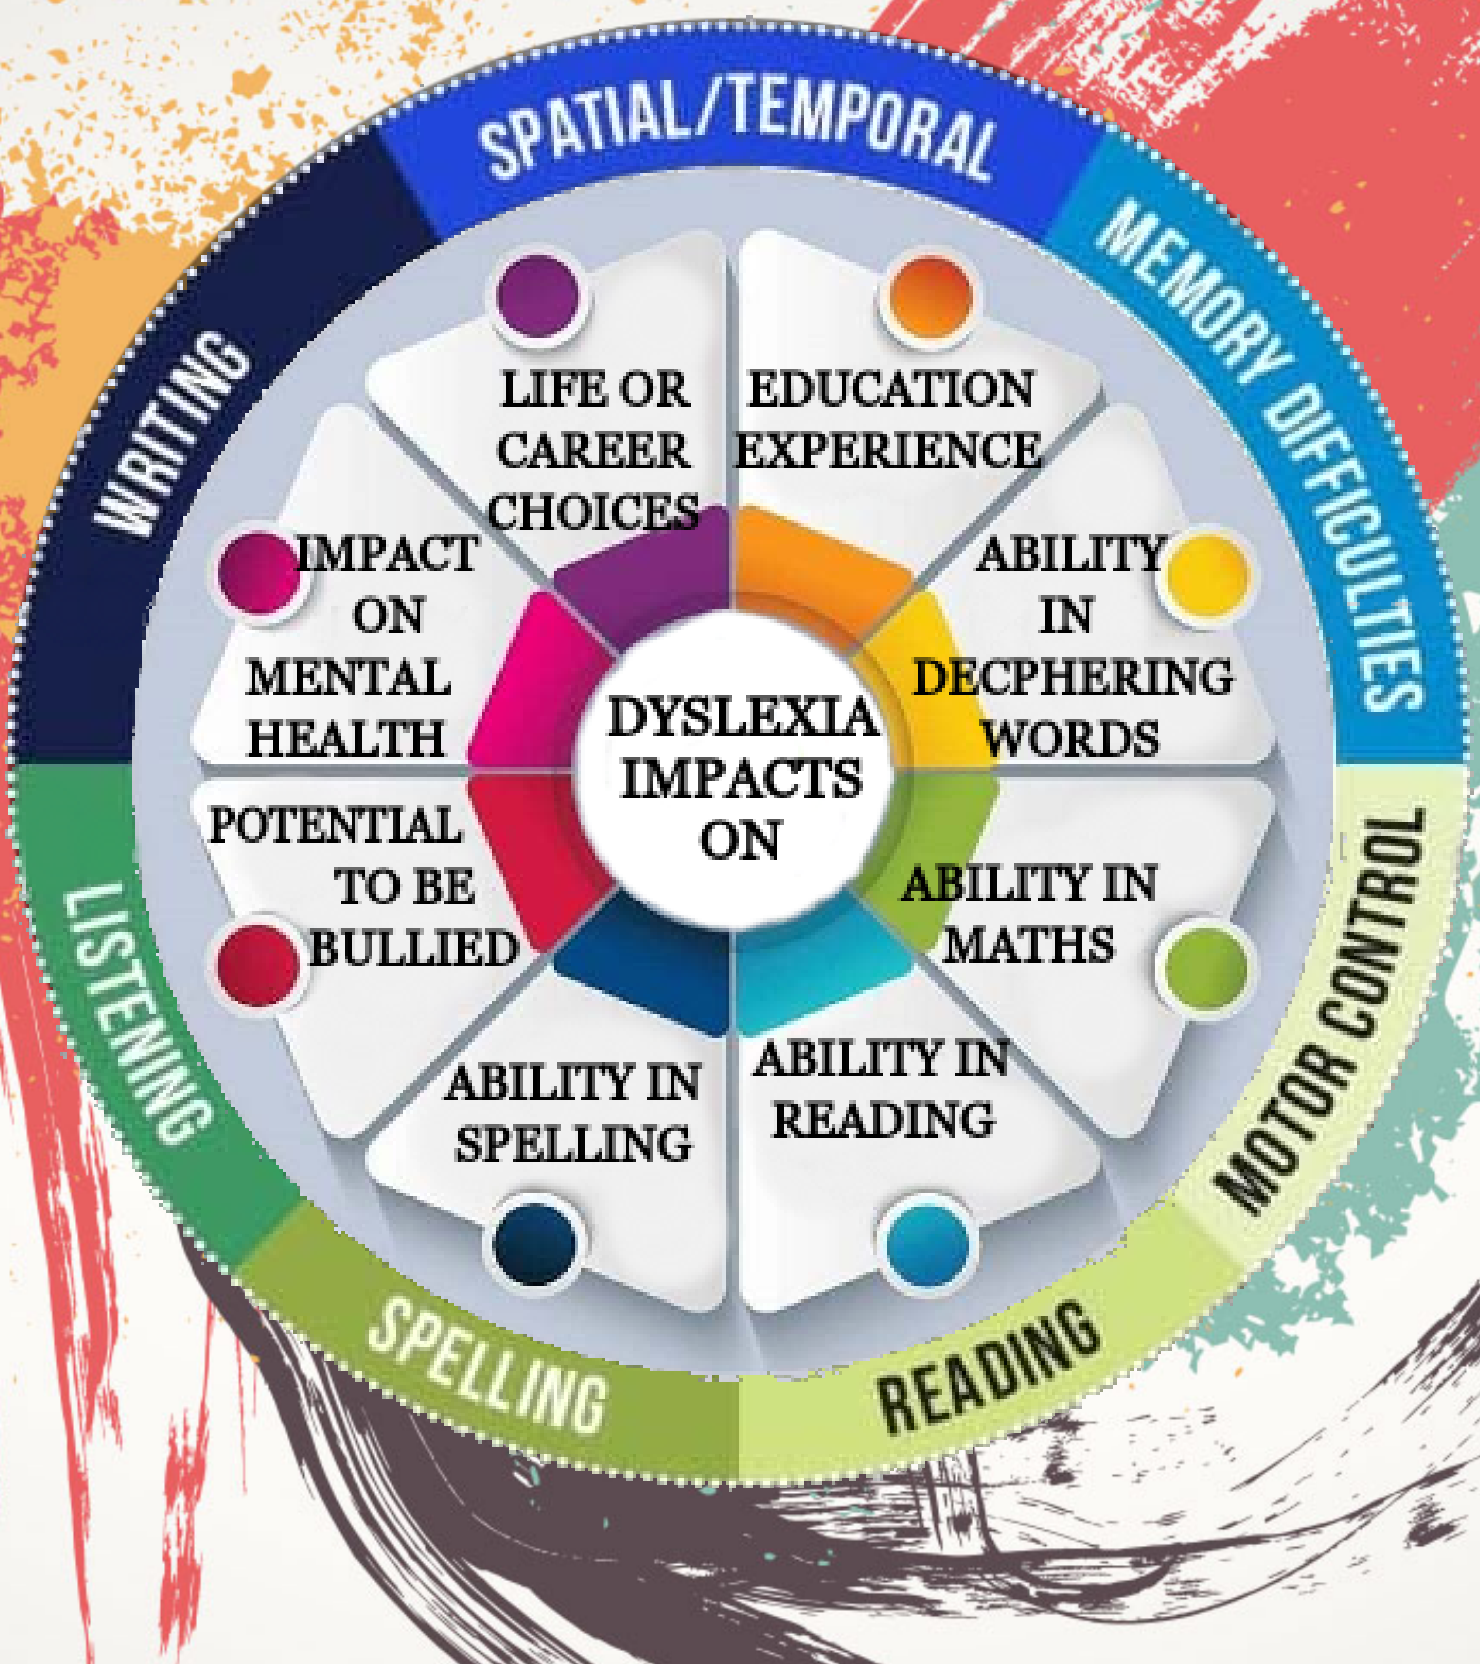 SPATIAL/TEMPORAL
MEMORY DIFFICULTIES
MOTOR CONTROL
READING
SPELLING
LISTENING
WRITING
DYSLEXIA
IMPACTS
ON
EDUCATION
EXPERIENCE
ABILITY
IN
DECPHERING
WORDS
ABILITY IN
MATHS
ABILITY IN
READING
ABILITY IN
SPELLING
POTENTIAL
TO BE
BULLIED
IMPACT
ON
MENTAL
HEALTH
LIFE OR
CAREER
CHOICES